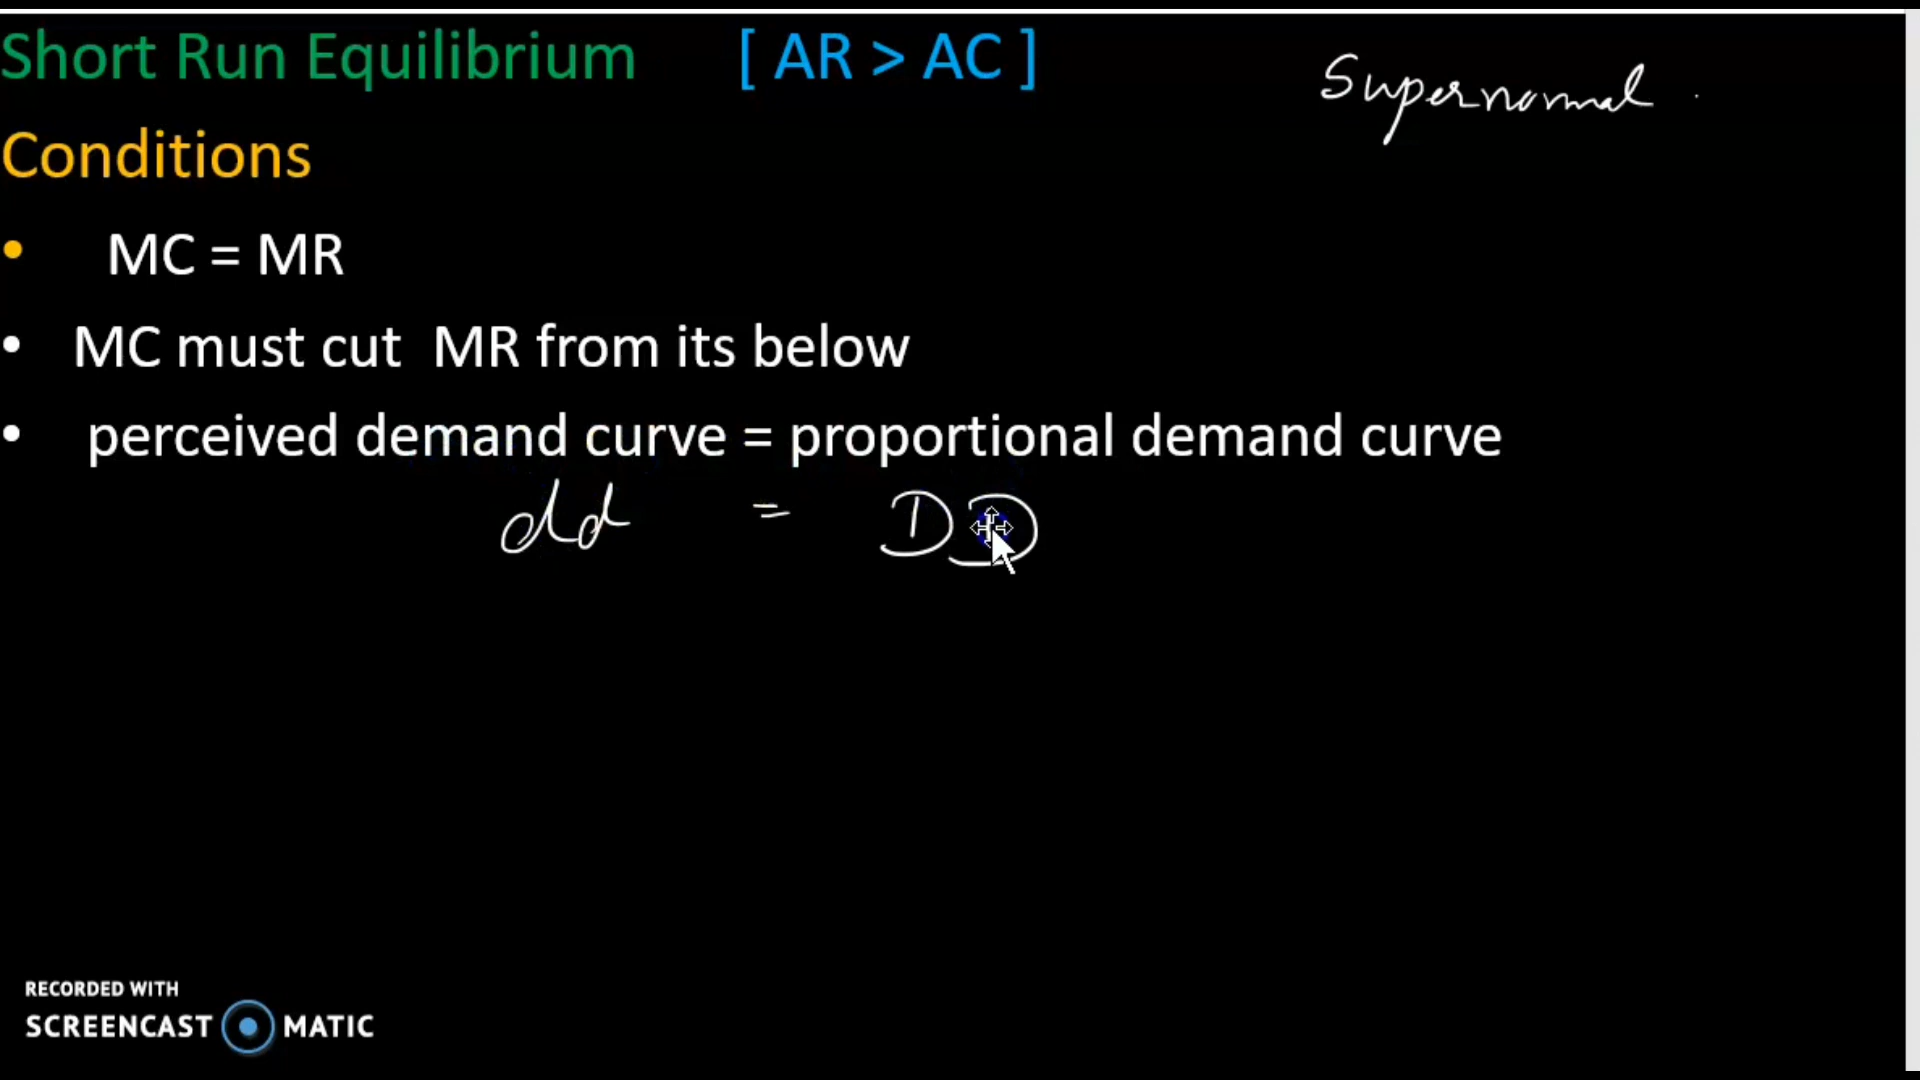 Short Run Equilibrium [ AR > AC ] Supernormal
Conditions
• MC = MR
• MC must cut MR from its below
• perceived demand curve = proportional demand curve
dd = DD
RECORDED WITH
SCREENCAST MATIC